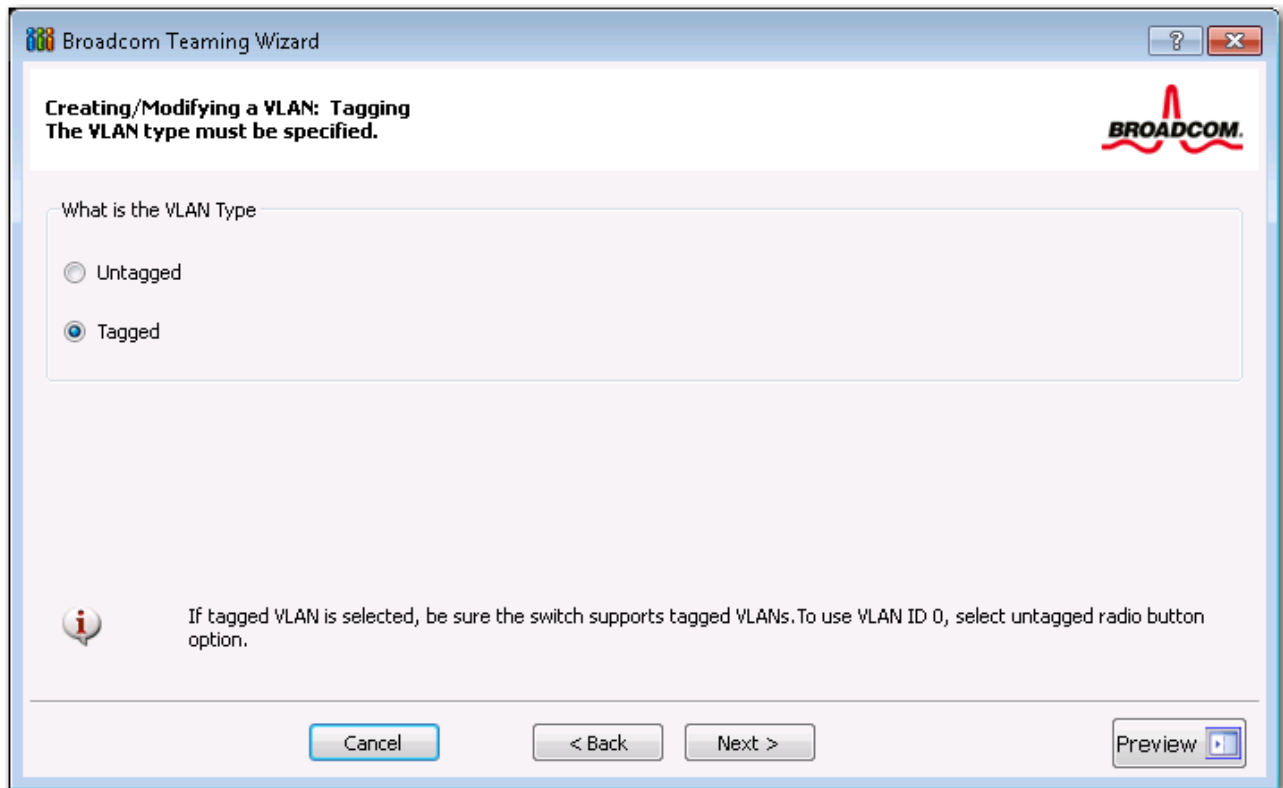 Broadcom Teaming Wizard
?
Creating/Modifying a VLAN: Tagging
The VLAN type must be specified.
BROADCOM.
What is the VLAN Type
Untagged
Tagged
If tagged VLAN is selected, be sure the switch supports tagged VLANs.To use VLAN ID 0, select untagged radio button
option.
Cancel
< Back
Next >
Preview